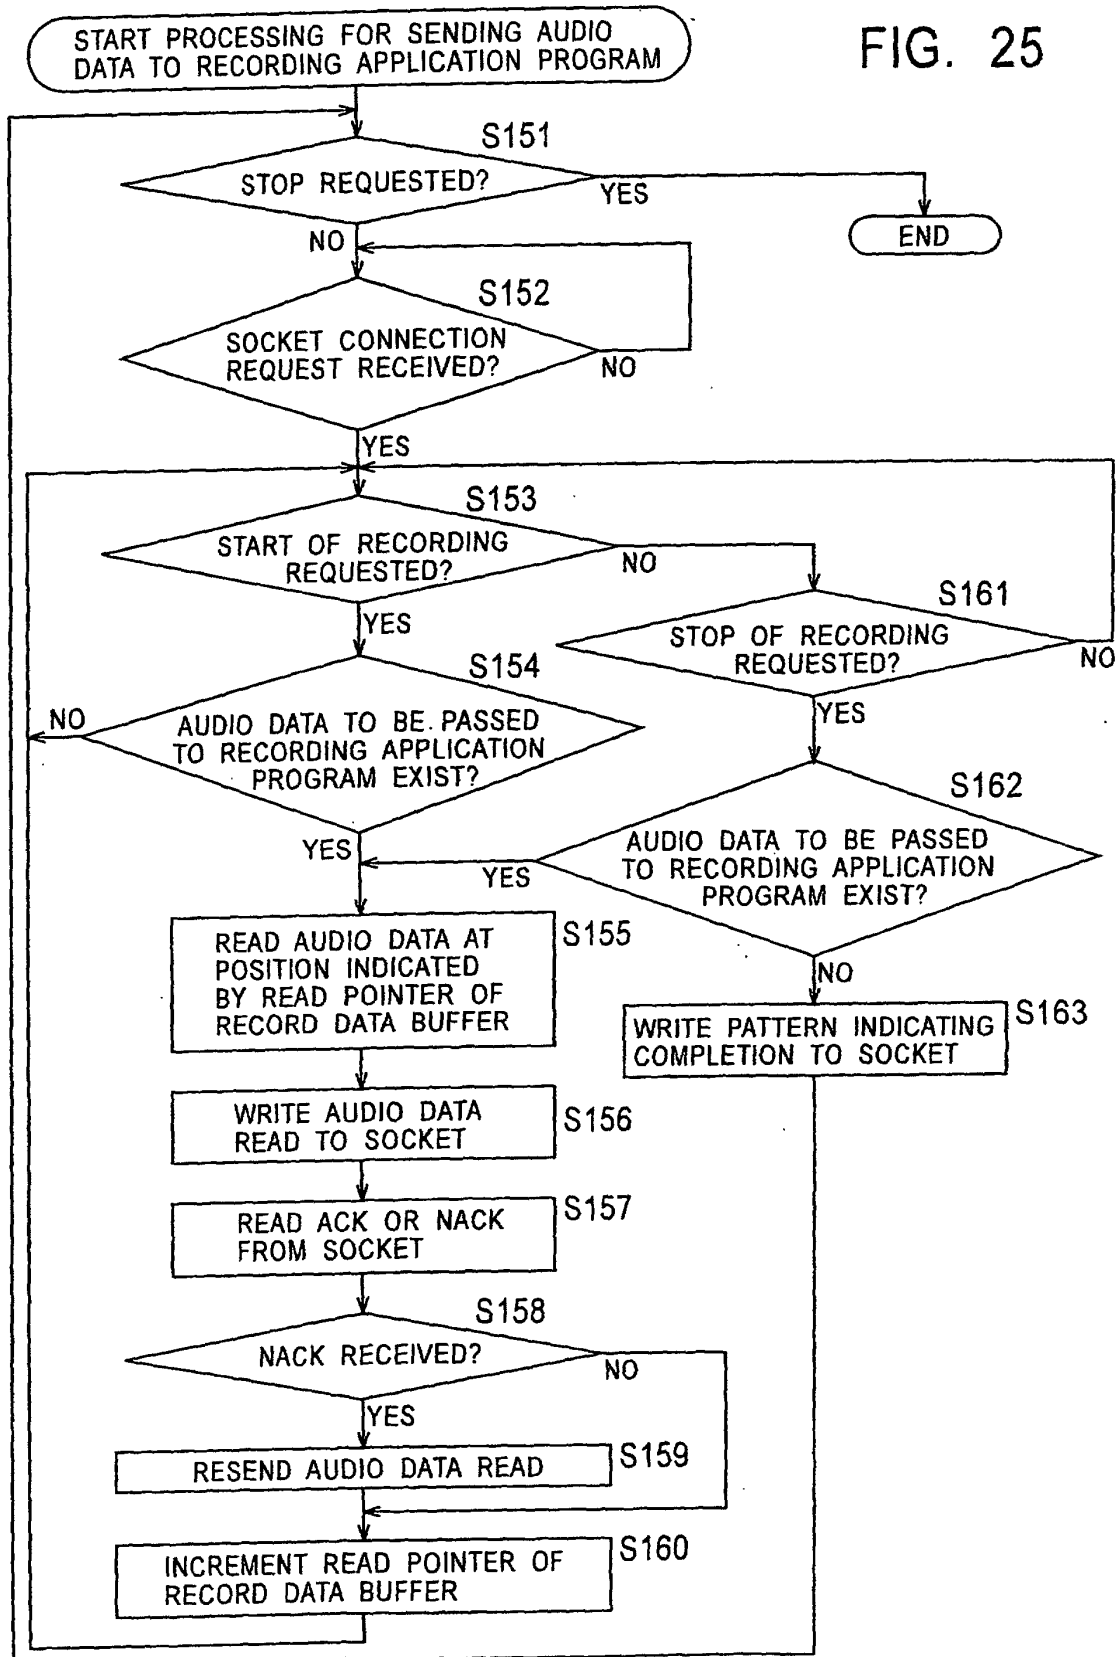 FIG. 25
START PROCESSING FOR SENDING AUDIO
DATA TO RECORDING APPLICATION PROGRAM
S151
STOP REQUESTED?
YES
NO
END
S152
SOCKET CONNECTION
REQUEST RECEIVED?
NO
YES
S153
START OF RECORDING
REQUESTED?
NO
YES
S161
STOP OF RECORDING
REQUESTED?
NO
YES
S154
NO
AUDIO DATA TO BE PASSED
TO RECORDING APPLICATION
PROGRAM EXIST?
YES
S162
AUDIO DATA TO BE PASSED
TO RECORDING APPLICATION
PROGRAM EXIST?
YES
NO
S155
READ AUDIO DATA AT
POSITION INDICATED
BY READ POINTER OF
RECORD DATA BUFFER
S163
WRITE PATTERN INDICATING
COMPLETION TO SOCKET
S156
WRITE AUDIO DATA
READ TO SOCKET
S157
READ ACK OR NACK
FROM SOCKET
S158
NACK RECEIVED?
NO
YES
RESEND AUDIO DATA READ
S159
S160
INCREMENT READ POINTER OF
RECORD DATA BUFFER